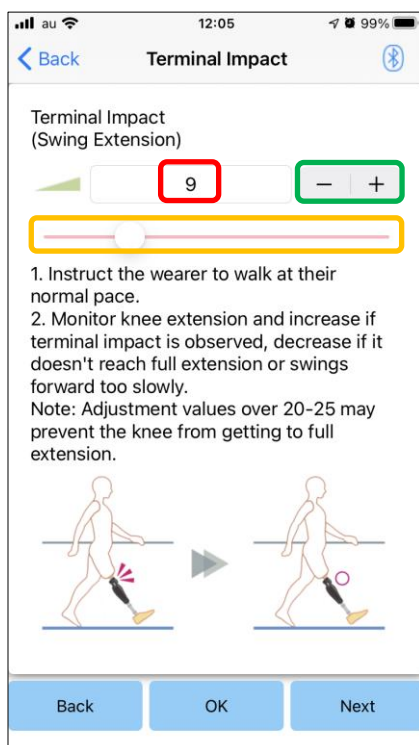 au 12:05 99%
Back Terminal Impact
Terminal Impact
(Swing Extension)
9 − +
1. Instruct the wearer to walk at their
normal pace.
2. Monitor knee extension and increase if
terminal impact is observed, decrease if it
doesn't reach full extension or swings
forward too slowly.
Note: Adjustment values over 20-25 may
prevent the knee from getting to full
extension.
Back OK Next